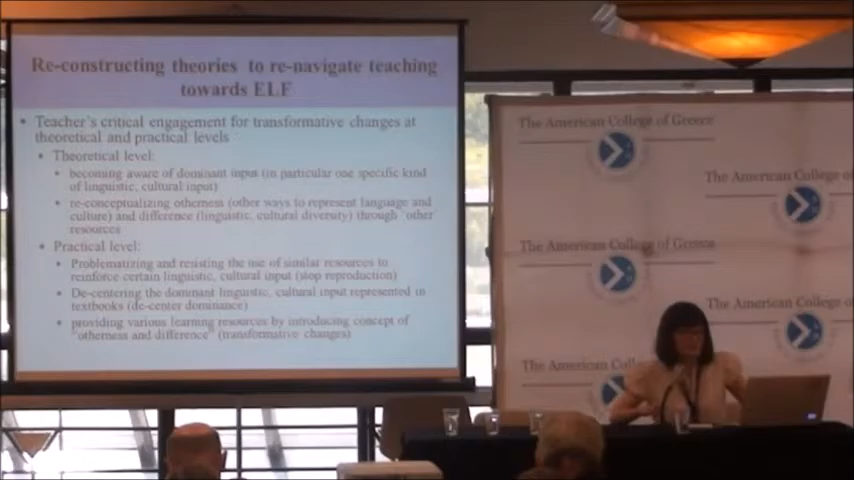 Re-constructing theories to re-navigate teaching
towards ELF
• Teacher's critical engagement for transformative changes at
theoretical and practical levels
• Theoretical level:
• becoming aware of dominant input (in particular one specific kind
of linguistic, cultural input)
• re-conceptualizing otherness (other ways to represent language and
culture) and difference (linguistic, cultural diversity) through "other"
resources
• Practical level:
• Problematizing and resisting the use of similar resources to
reinforce certain linguistic, cultural input (stop reproduction)
• De-centering the dominant linguistic, cultural input represented in
textbooks (de-center dominance)
• providing various learning resources by introducing concept of
"otherness and difference" (transformative changes)
The American College of Greece
The American College of
The American College of Greece
The American College of
The American Coll